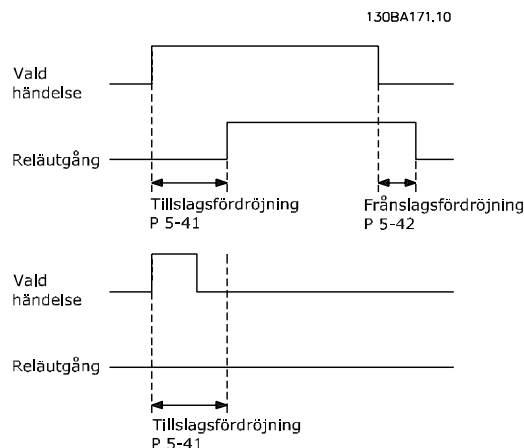 130BA171.10
Vald
händelse
Reläutgång
Tillslagsfördröjning
P 5-41
Frånslagsfördröjning
P 5-42
Vald
händelse
Reläutgång
Tillslagsfördröjning
P 5-41